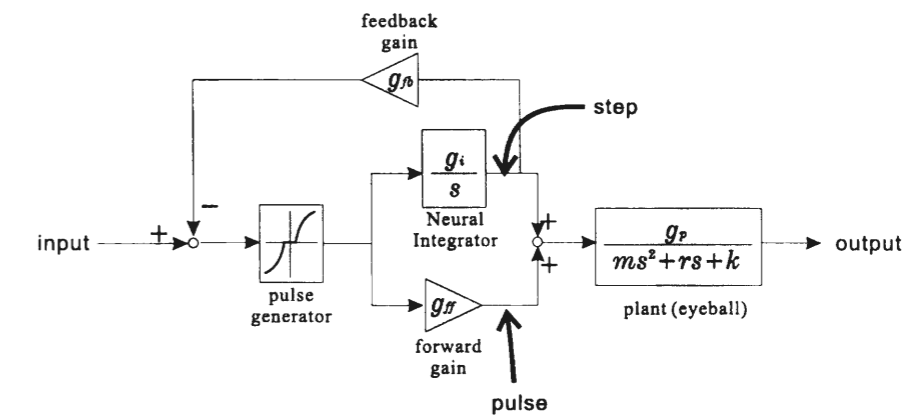 feedback
gain
g_fb
step
g_i
s
Neural
Integrator
−
+
input
pulse
generator
+
+
g_p
ms²+rs+k
output
plant (eyeball)
g_ff
forward
gain
pulse